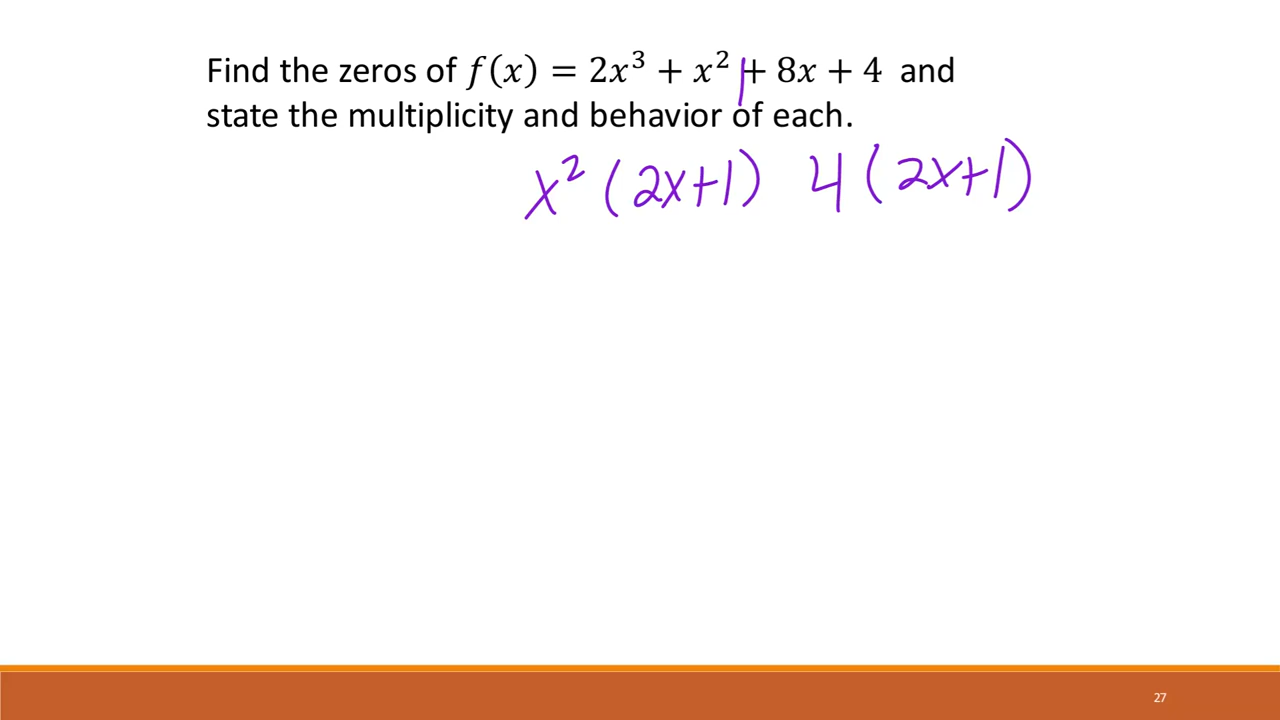 Find the zeros of f(x) = 2x³ + x² + 8x + 4 and
state the multiplicity and behavior of each.
x² (2x+1) 4 (2x+1)
27